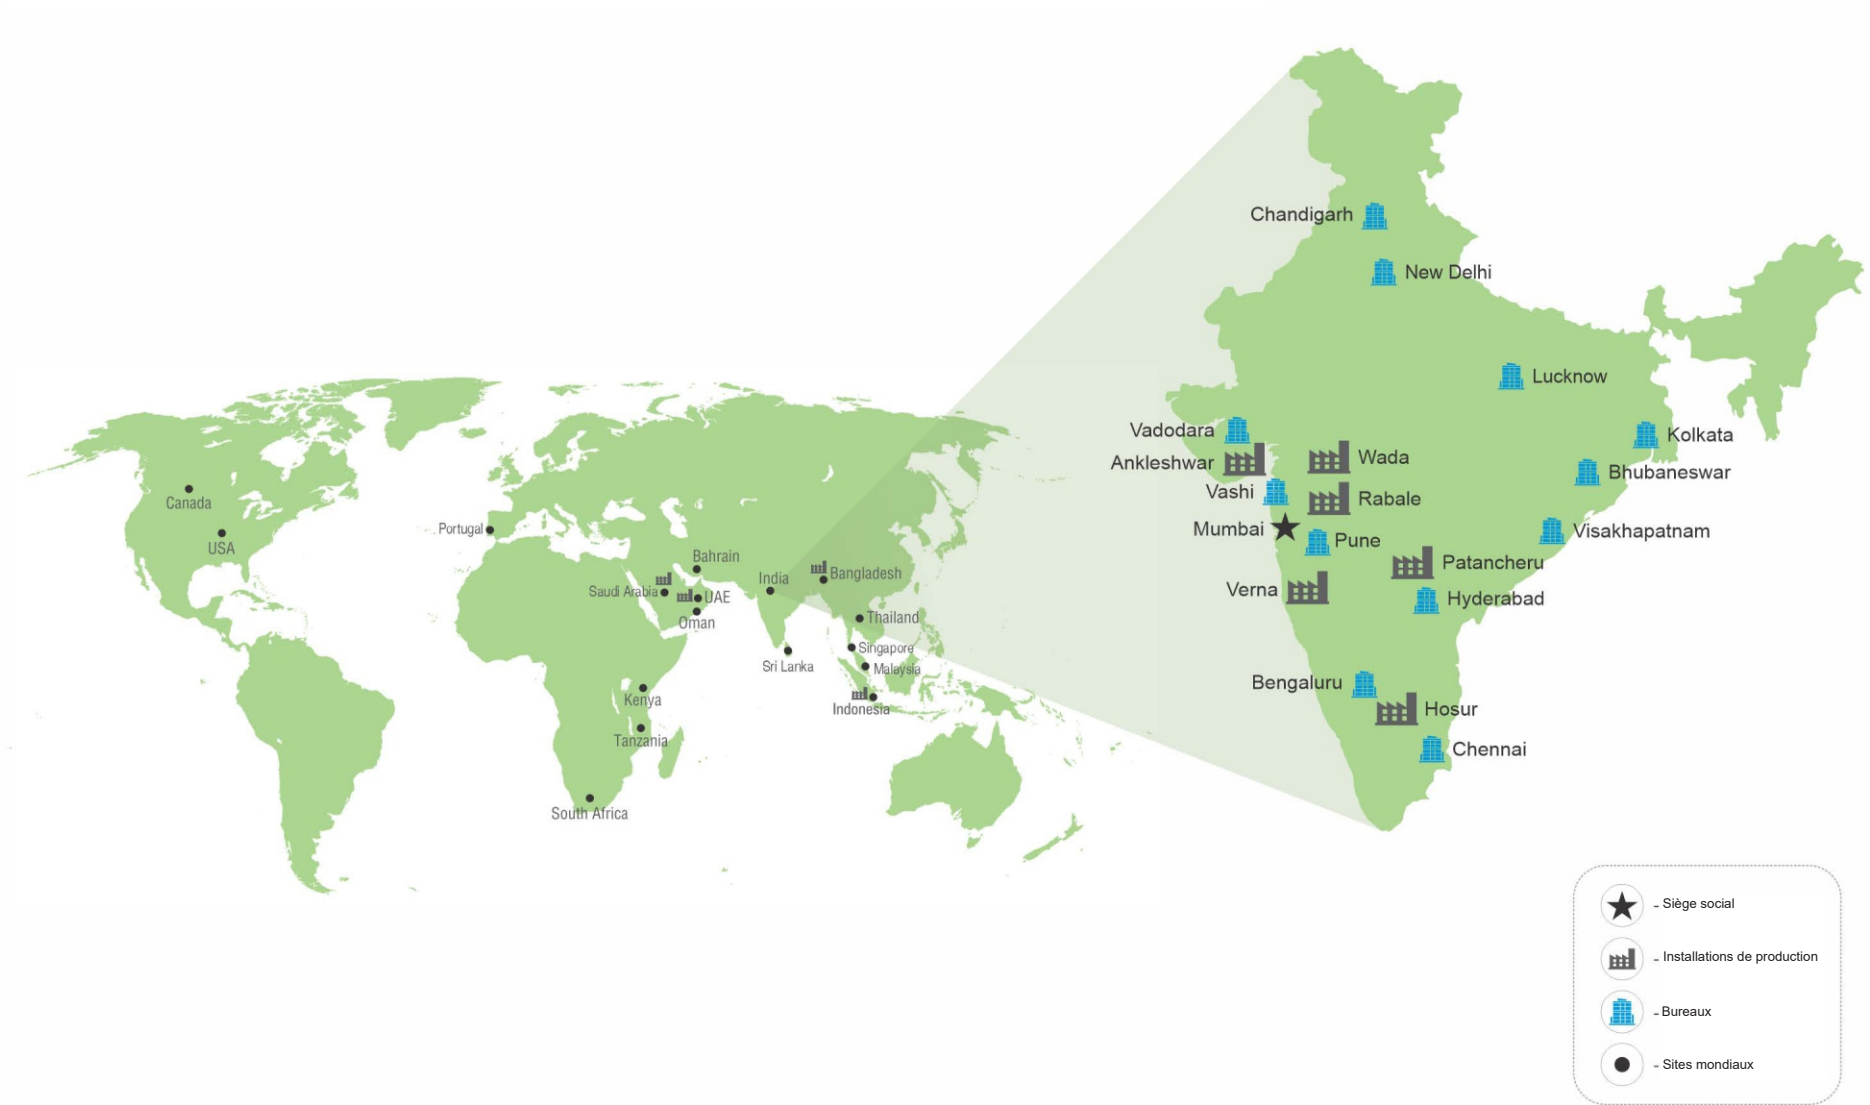 Canada
USA
Portugal
Bahrain
Saudi Arabia
UAE
Oman
India
Bangladesh
Thailand
Singapore
Malaysia
Sri Lanka
Indonesia
Kenya
Tanzania
South Africa
Chandigarh
New Delhi
Lucknow
Vadodara
Kolkata
Ankleshwar
Wada
Bhubaneswar
Vashi
Rabale
Mumbai
Pune
Visakhapatnam
Patancheru
Verna
Hyderabad
Bengaluru
Hosur
Chennai
- Siège social
- Installations de production
- Bureaux
- Sites mondiaux